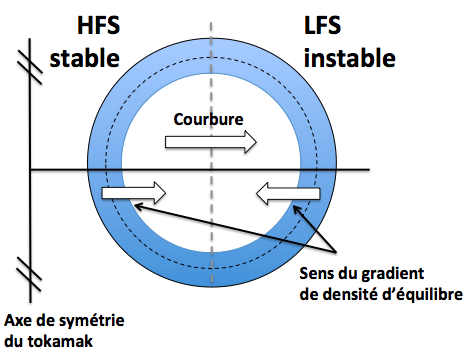 HFS
stable
LFS
instable
Courbure
Sens du gradient
de densité d'équilibre
Axe de symétrie
du tokamak